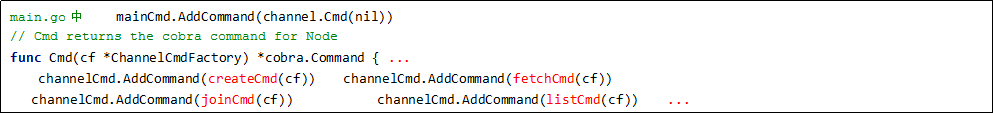 main.go 中 mainCmd.AddCommand(channel.Cmd(nil))
// Cmd returns the cobra command for Node
func Cmd(cf *ChannelCmdFactory) *cobra.Command { ...
channelCmd.AddCommand(createCmd(cf)) channelCmd.AddCommand(fetchCmd(cf))
channelCmd.AddCommand(joinCmd(cf)) channelCmd.AddCommand(listCmd(cf)) ...